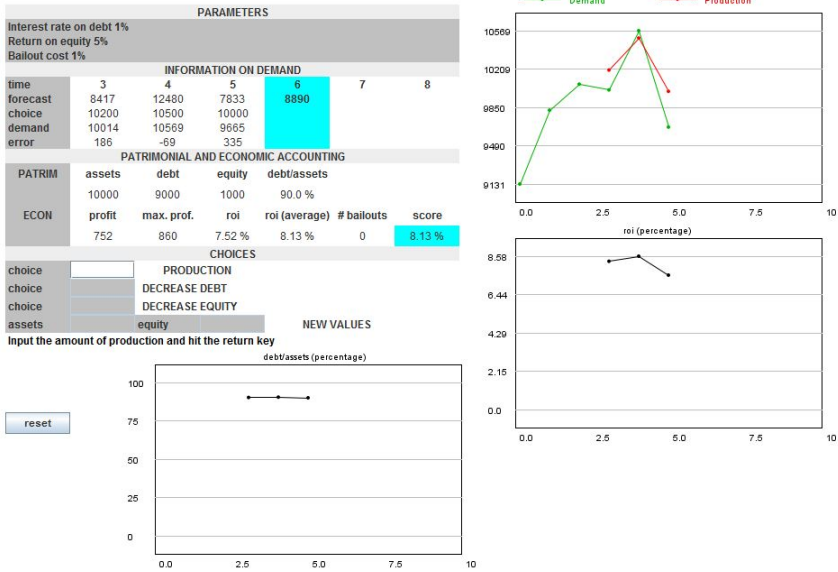 PARAMETERS
Interest rate on debt 1%
Return on equity 5%
Bailout cost 1%
INFORMATION ON DEMAND
time 3 4 5 6 7 8
forecast 8417 12480 7833 8890
choice 10200 10500 10000
demand 10014 10569 9665
error 186 -69 335
PATRIMONIAL AND ECONOMIC ACCOUNTING
PATRIM assets debt equity debt/assets
10000 9000 1000 90.0 %
ECON profit max. prof. roi roi (average) # bailouts score
752 860 7.52 % 8.13 % 0 8.13 %
CHOICES
choice PRODUCTION
choice DECREASE DEBT
choice DECREASE EQUITY
assets equity NEW VALUES
Input the amount of production and hit the return key
reset
debt/assets (percentage)
100
75
50
25
0
0.0 2.5 5.0 7.5 10
Demand Production
10569
10209
9850
9490
9131
0.0 2.5 5.0 7.5 10
roi (percentage)
8.58
6.44
4.29
2.15
0.0
0.0 2.5 5.0 7.5 10